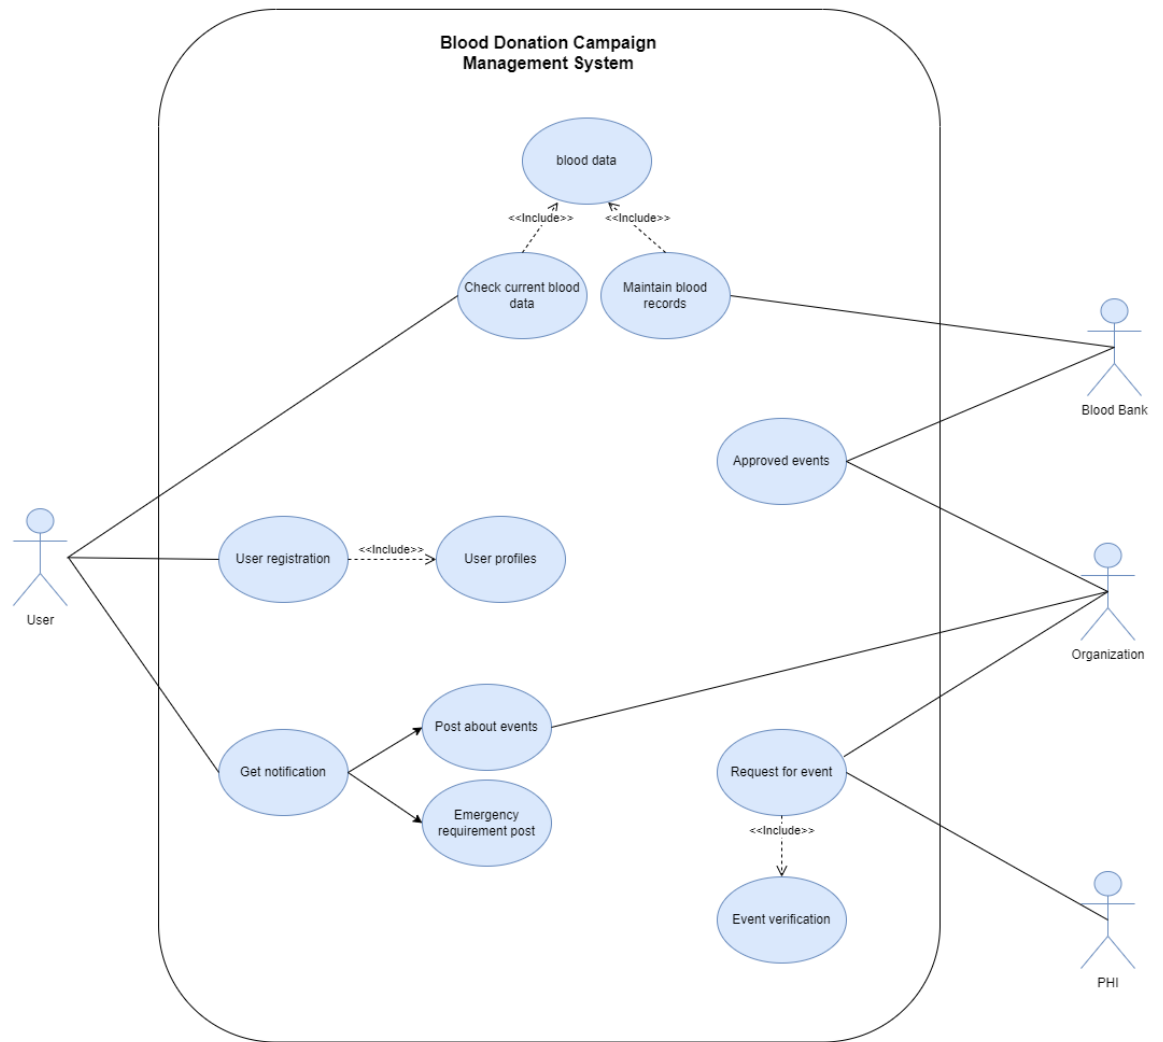 Blood Donation Campaign
Management System
blood data
<<Include>>
<<Include>>
Check current blood
data
Maintain blood
records
Blood Bank
Approved events
User registration
<<Include>>
User profiles
User
Organization
Post about events
Get notification
Request for event
Emergency
requirement post
<<Include>>
Event verification
PHI